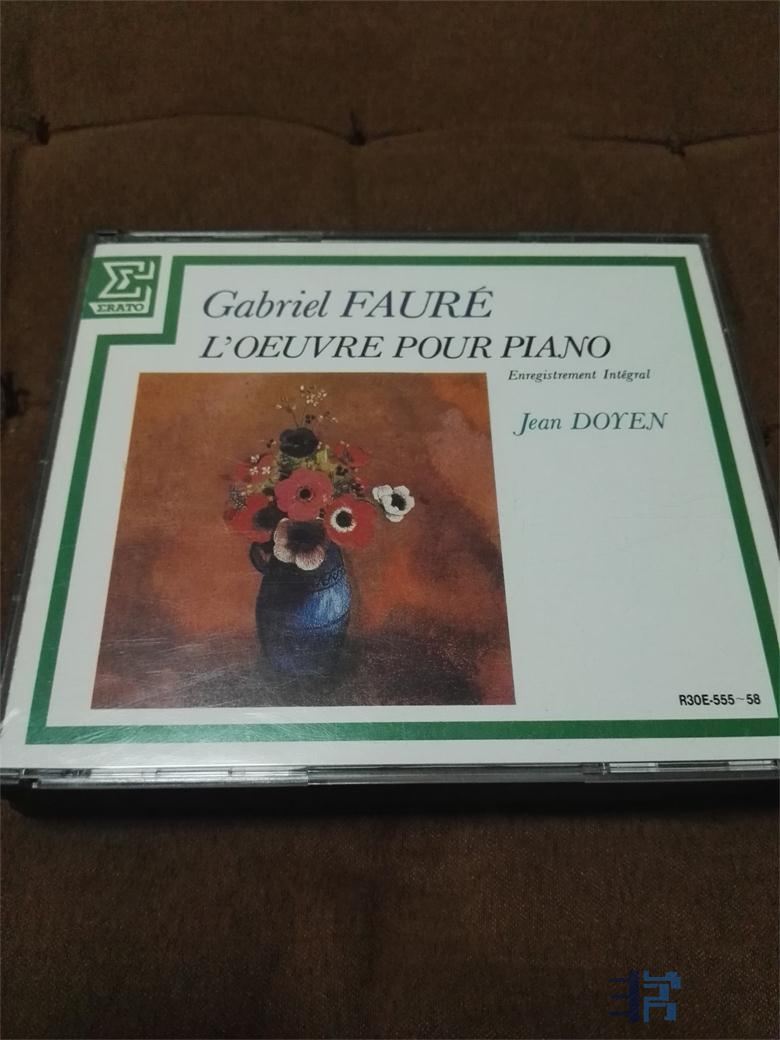 ERATO
Gabriel FAURÉ
L'OEUVRE POUR PIANO
Enregistrement Intégral
Jean DOYEN
R30E-555~58